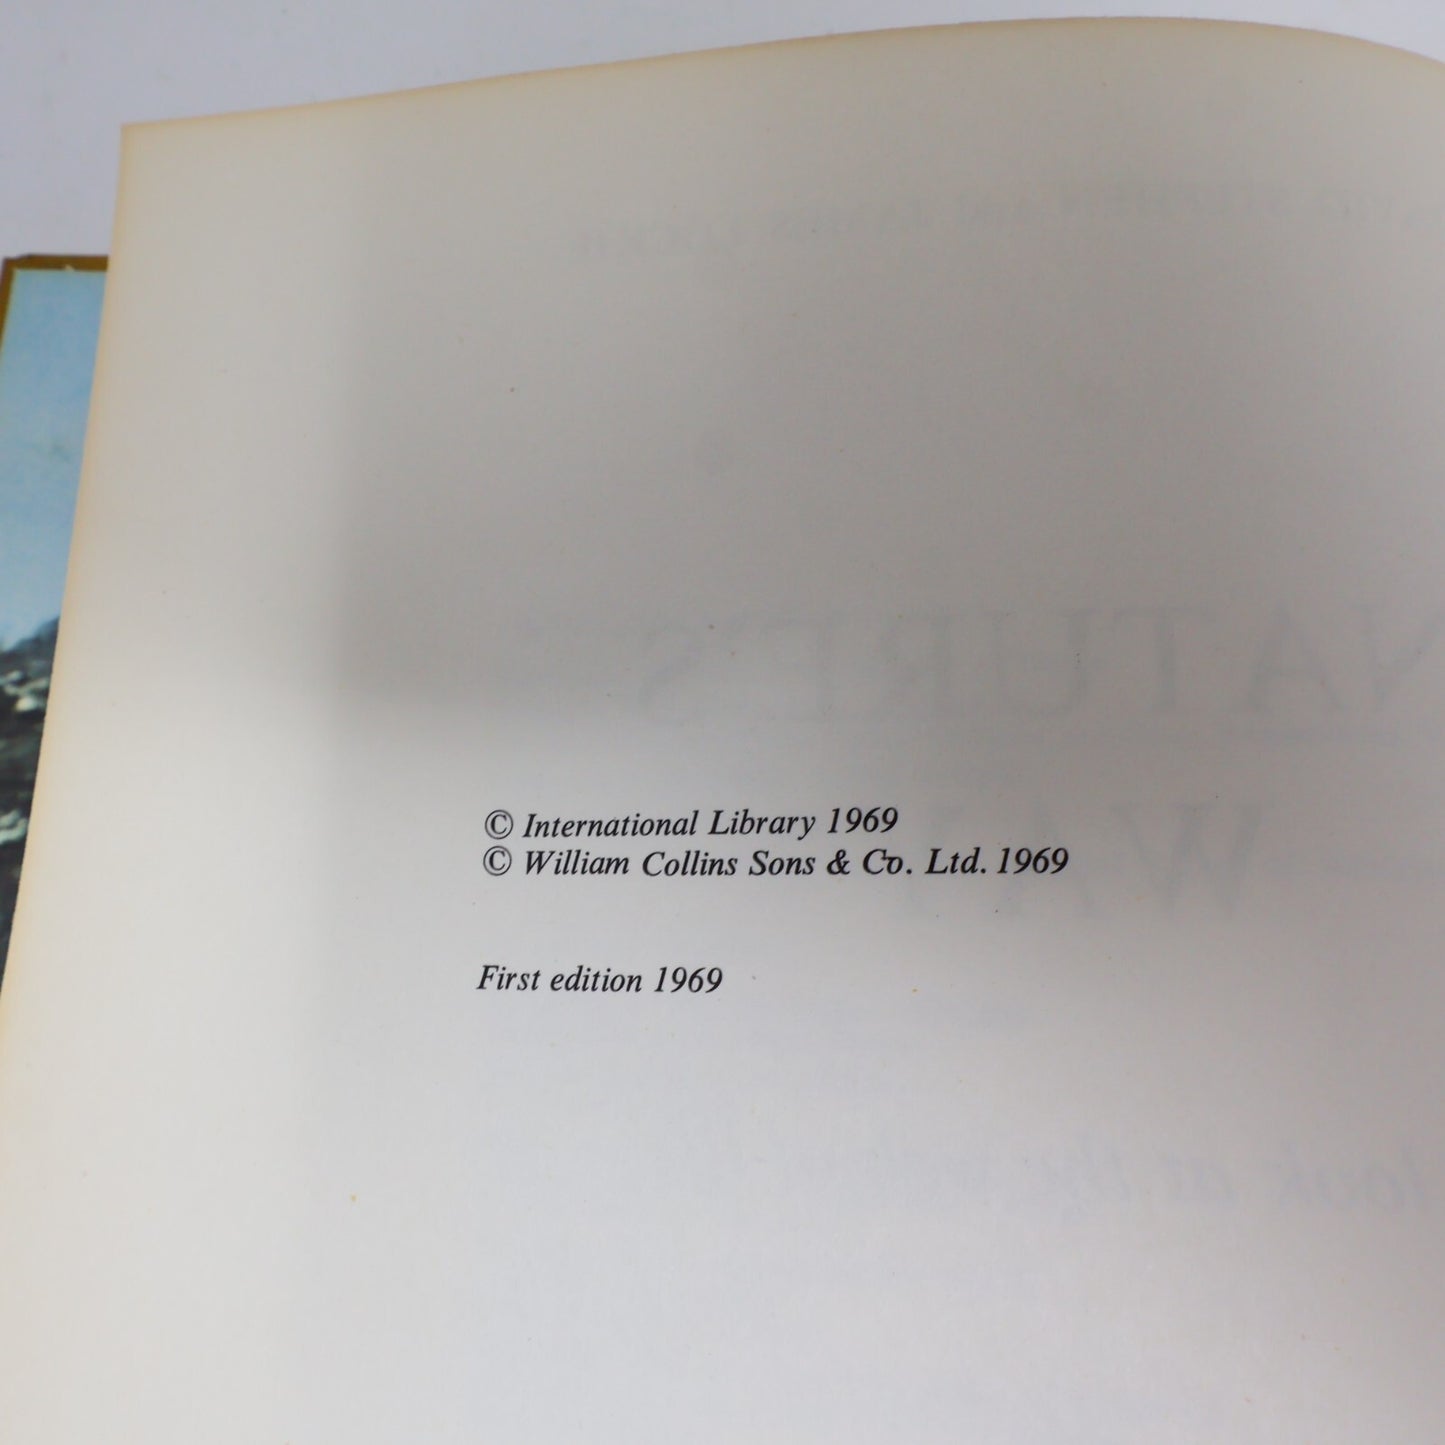 © International Library 1969
© William Collins Sons & Co. Ltd. 1969
First edition 1969